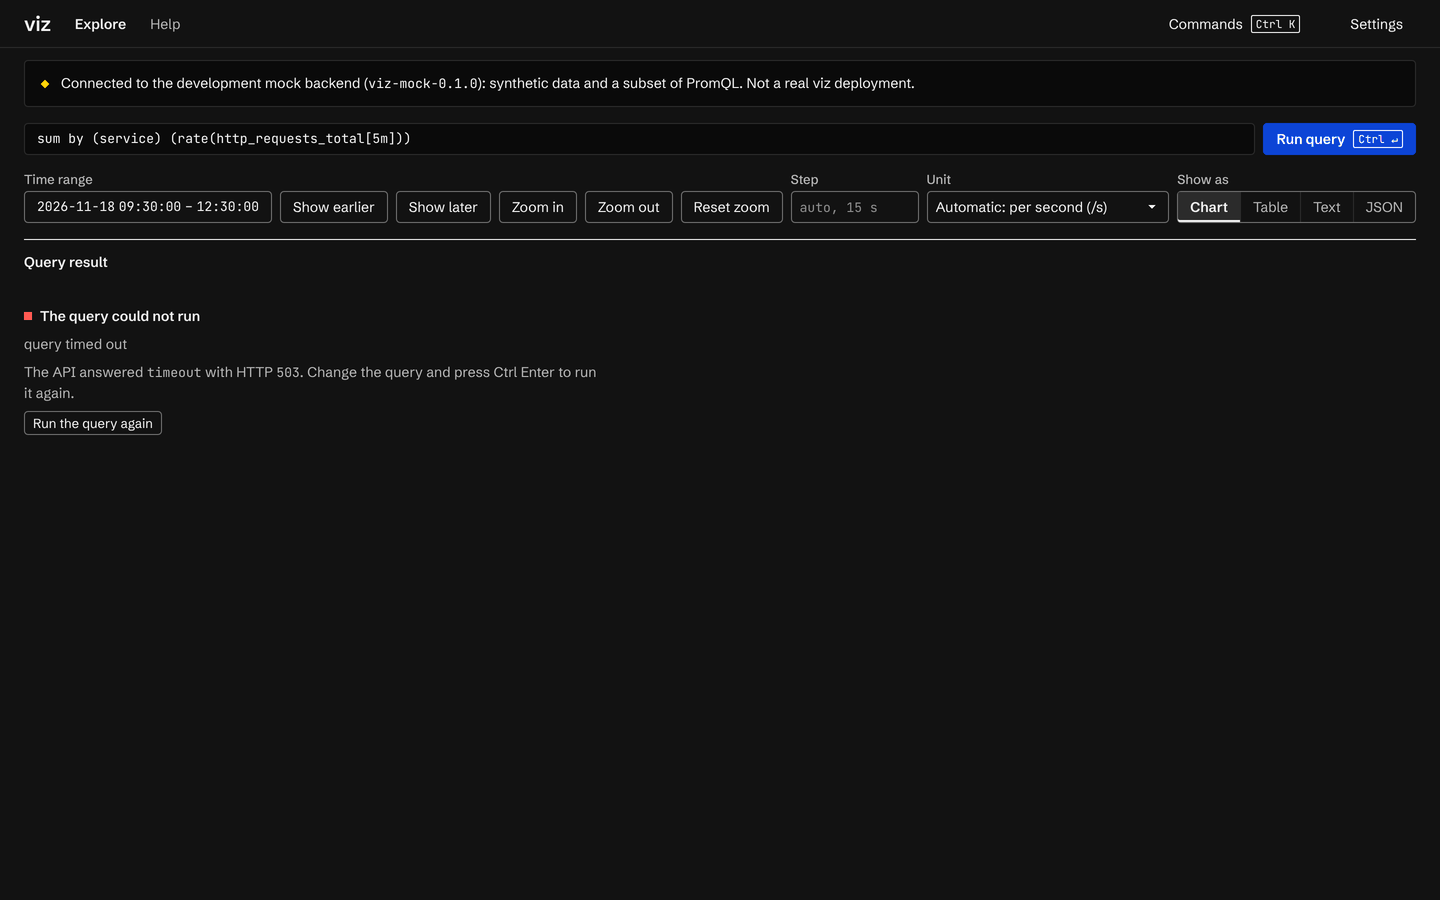 viz Explore Help Commands Ctrl K Settings
Connected to the development mock backend (viz-mock-0.1.0): synthetic data and a subset of PromQL. Not a real viz deployment.
sum by (service) (rate(http_requests_total[5m])) Run query Ctrl ↵
Time range Step Unit Show as
2026-11-18 09:30:00 – 12:30:00 Show earlier Show later Zoom in Zoom out Reset zoom auto, 15 s Automatic: per second (/s) Chart Table Text JSON
Query result
The query could not run
query timed out
The API answered timeout with HTTP 503. Change the query and press Ctrl Enter to run
it again.
Run the query again